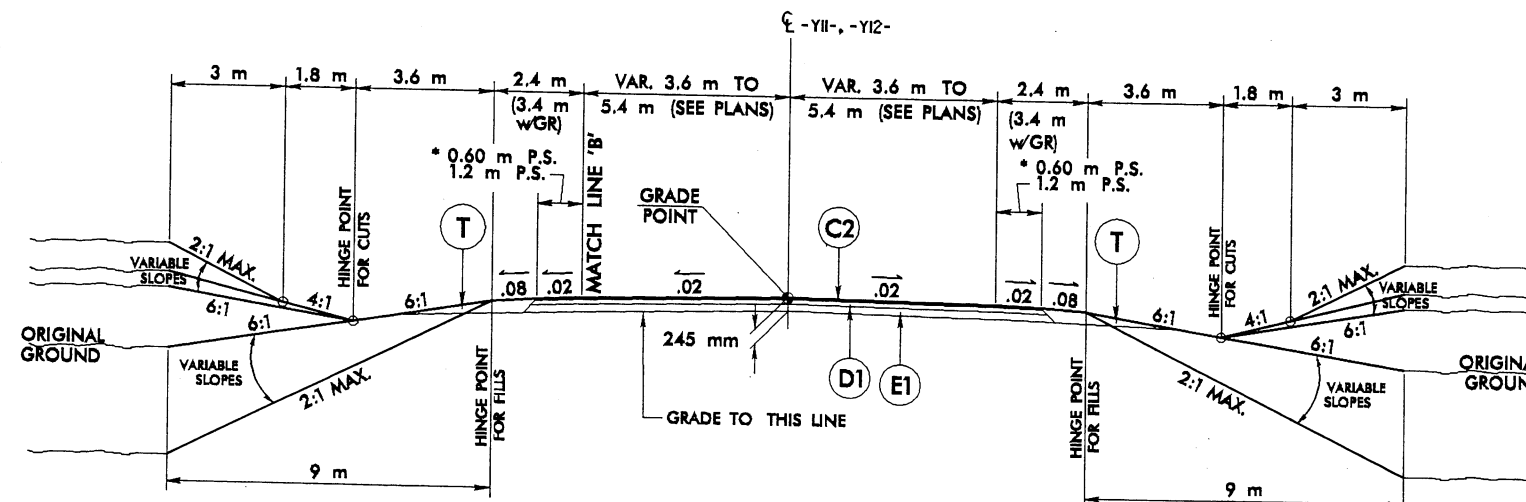 ℄ -Y11-, -Y12-
3 m
1.8 m
3.6 m
2.4 m
(3.4 m
W/GR)
VAR. 3.6 m TO
5.4 m (SEE PLANS)
VAR. 3.6 m TO
5.4 m (SEE PLANS)
2.4 m
(3.4 m
W/GR)
3.6 m
1.8 m
3 m
* 0.60 m P.S.
1.2 m P.S.
* 0.60 m P.S.
1.2 m P.S.
HINGE POINT
FOR CUTS
MATCH LINE 'B'
GRADE
POINT
T
C2
T
HINGE POINT
FOR CUTS
2:1 MAX.
VARIABLE
SLOPES
6:1
4:1
6:1
6:1
.08
.02
.02
.02
.02
.08
6:1
4:1
2:1 MAX.
VARIABLE
SLOPES
6:1
6:1
ORIGINAL
GROUND
VARIABLE
SLOPES
2:1 MAX.
HINGE POINT
FOR FILLS
245 mm
D1
E1
GRADE TO THIS LINE
HINGE POINT
FOR FILLS
2:1 MAX.
VARIABLE
SLOPES
ORIGINA
GROUN
9 m
9 m